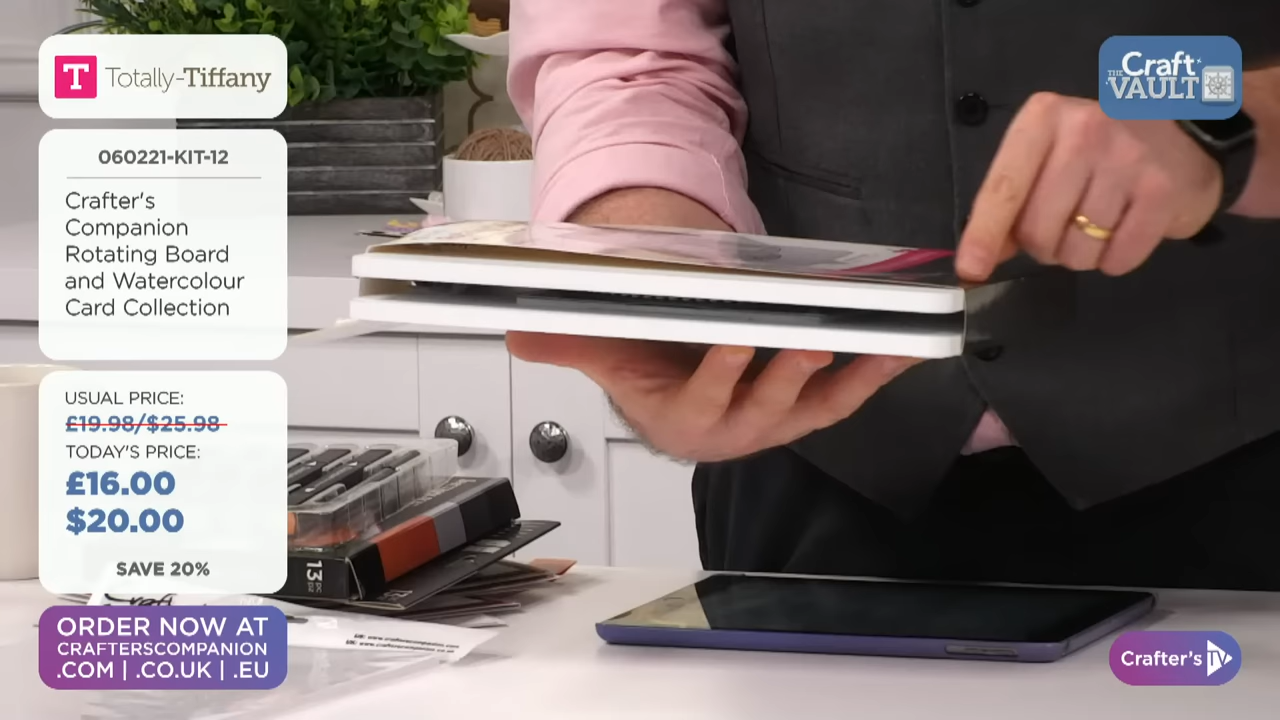 T Totally-Tiffany
060221-KIT-12
Crafter's
Companion
Rotating Board
and Watercolour
Card Collection
USUAL PRICE:
£19.98/$25.98
TODAY'S PRICE:
£16.00
$20.00
SAVE 20%
ORDER NOW AT
CRAFTERSCOMPANION
.COM | .CO.UK | .EU
THE Craft
VAULT
13
Crafter's TV